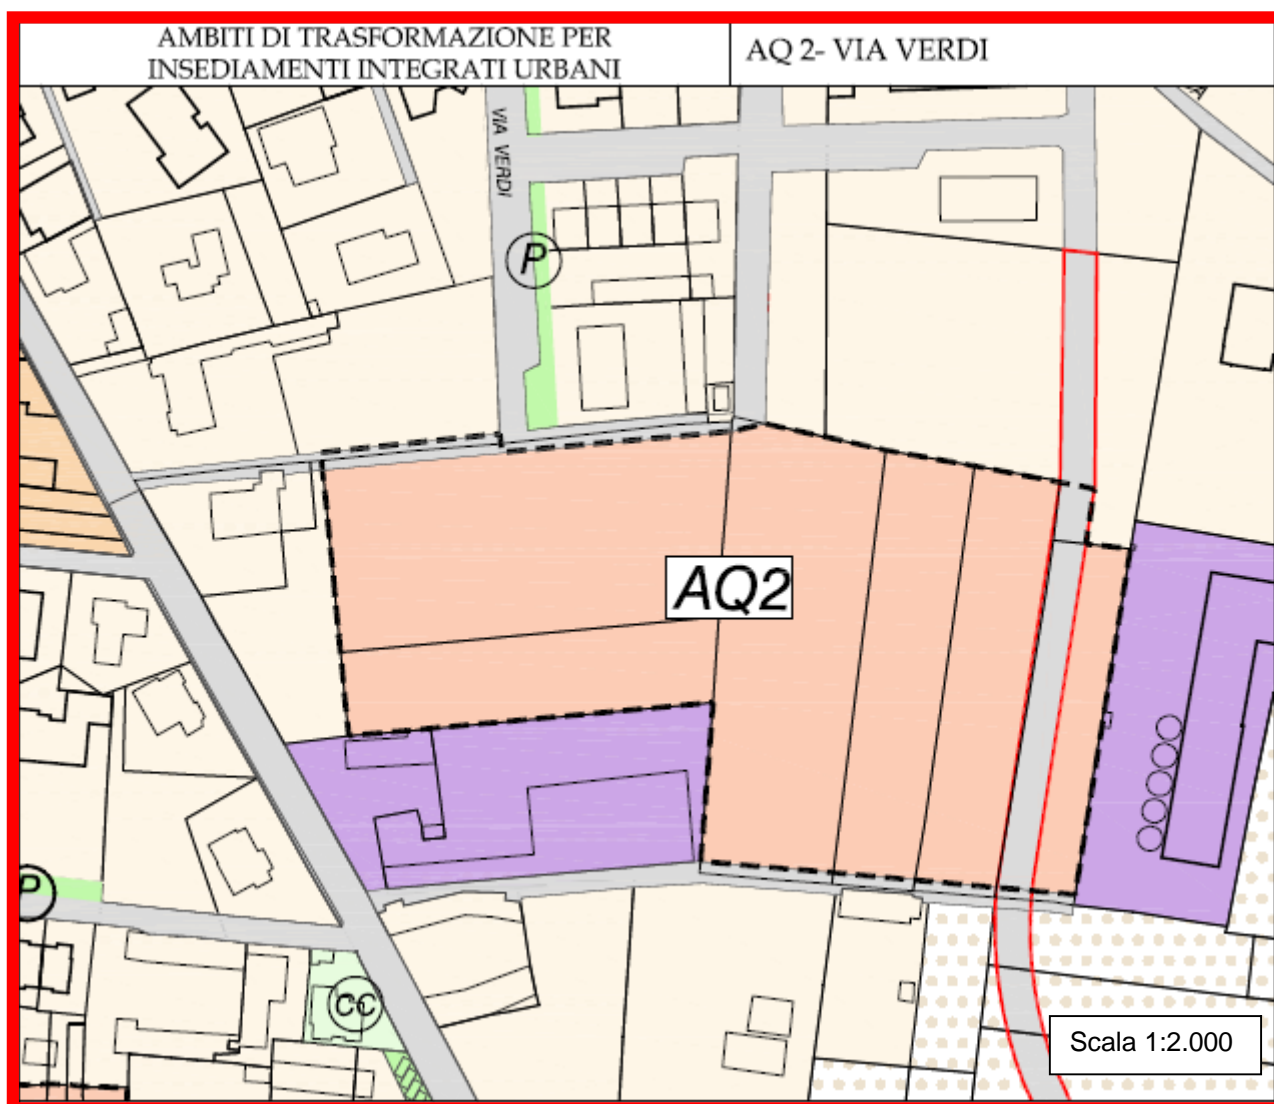 AMBITI DI TRASFORMAZIONE PER
INSEDIAMENTI INTEGRATI URBANI
AQ 2- VIA VERDI
VIA VERDI
P
AQ2
P
CC
Scala 1:2.000